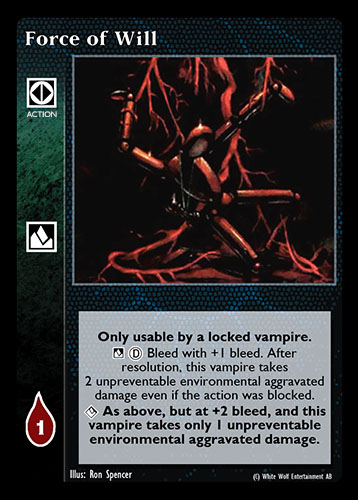 Force of Will
ACTION
Only usable by a locked vampire.
D Bleed with +1 bleed. After
resolution, this vampire takes
2 unpreventable environmental aggravated
damage even if the action was blocked.
As above, but at +2 bleed, and this
vampire takes only 1 unpreventable
environmental aggravated damage.
1
Illus: Ron Spencer
(C) White Wolf Entertainment AB